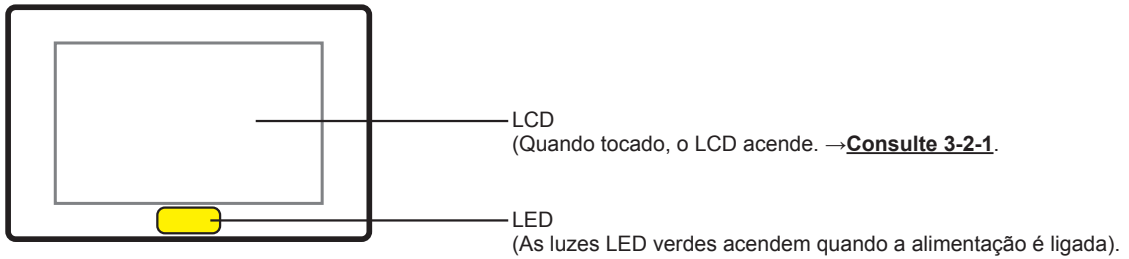 LCD
(Quando tocado, o LCD acende. →Consulte 3-2-1.
LED
(As luzes LED verdes acendem quando a alimentação é ligada).